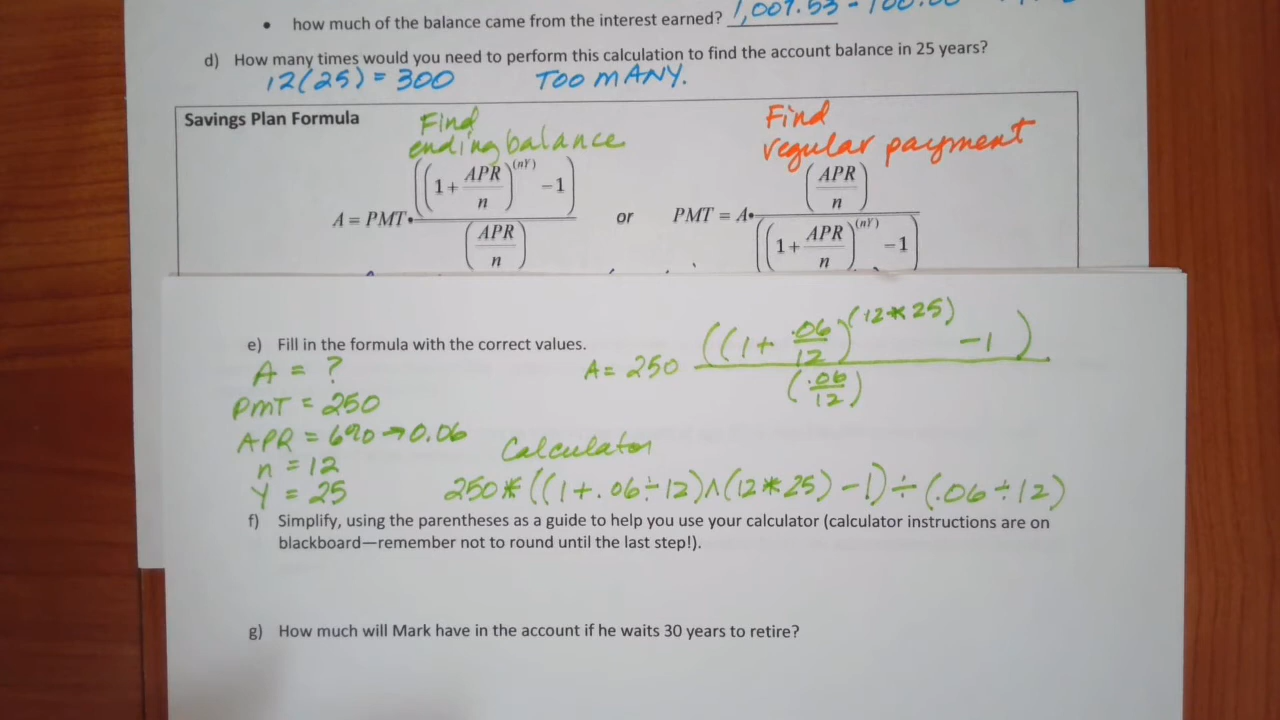 • how much of the balance came from the interest earned? 1,007.53 -
d) How many times would you need to perform this calculation to find the account balance in 25 years?
12(25) = 300 TOO MANY.
Savings Plan Formula
Find ending balance
Find regular payment
A = PMT • ((1 + APR/n)^(nY) − 1) / (APR/n) or PMT = A • (APR/n) / ((1 + APR/n)^(nY) − 1)
e) Fill in the formula with the correct values.
A = ?
A = 250 ((1 + .06/12)^(12*25) − 1) / (.06/12)
PMT = 250
APR = 6% → 0.06
n = 12
Y = 25
Calculator
250 * ((1 + .06 ÷ 12) ^ (12 * 25) − 1) ÷ (.06 ÷ 12)
f) Simplify, using the parentheses as a guide to help you use your calculator (calculator instructions are on
blackboard—remember not to round until the last step!).
g) How much will Mark have in the account if he waits 30 years to retire?